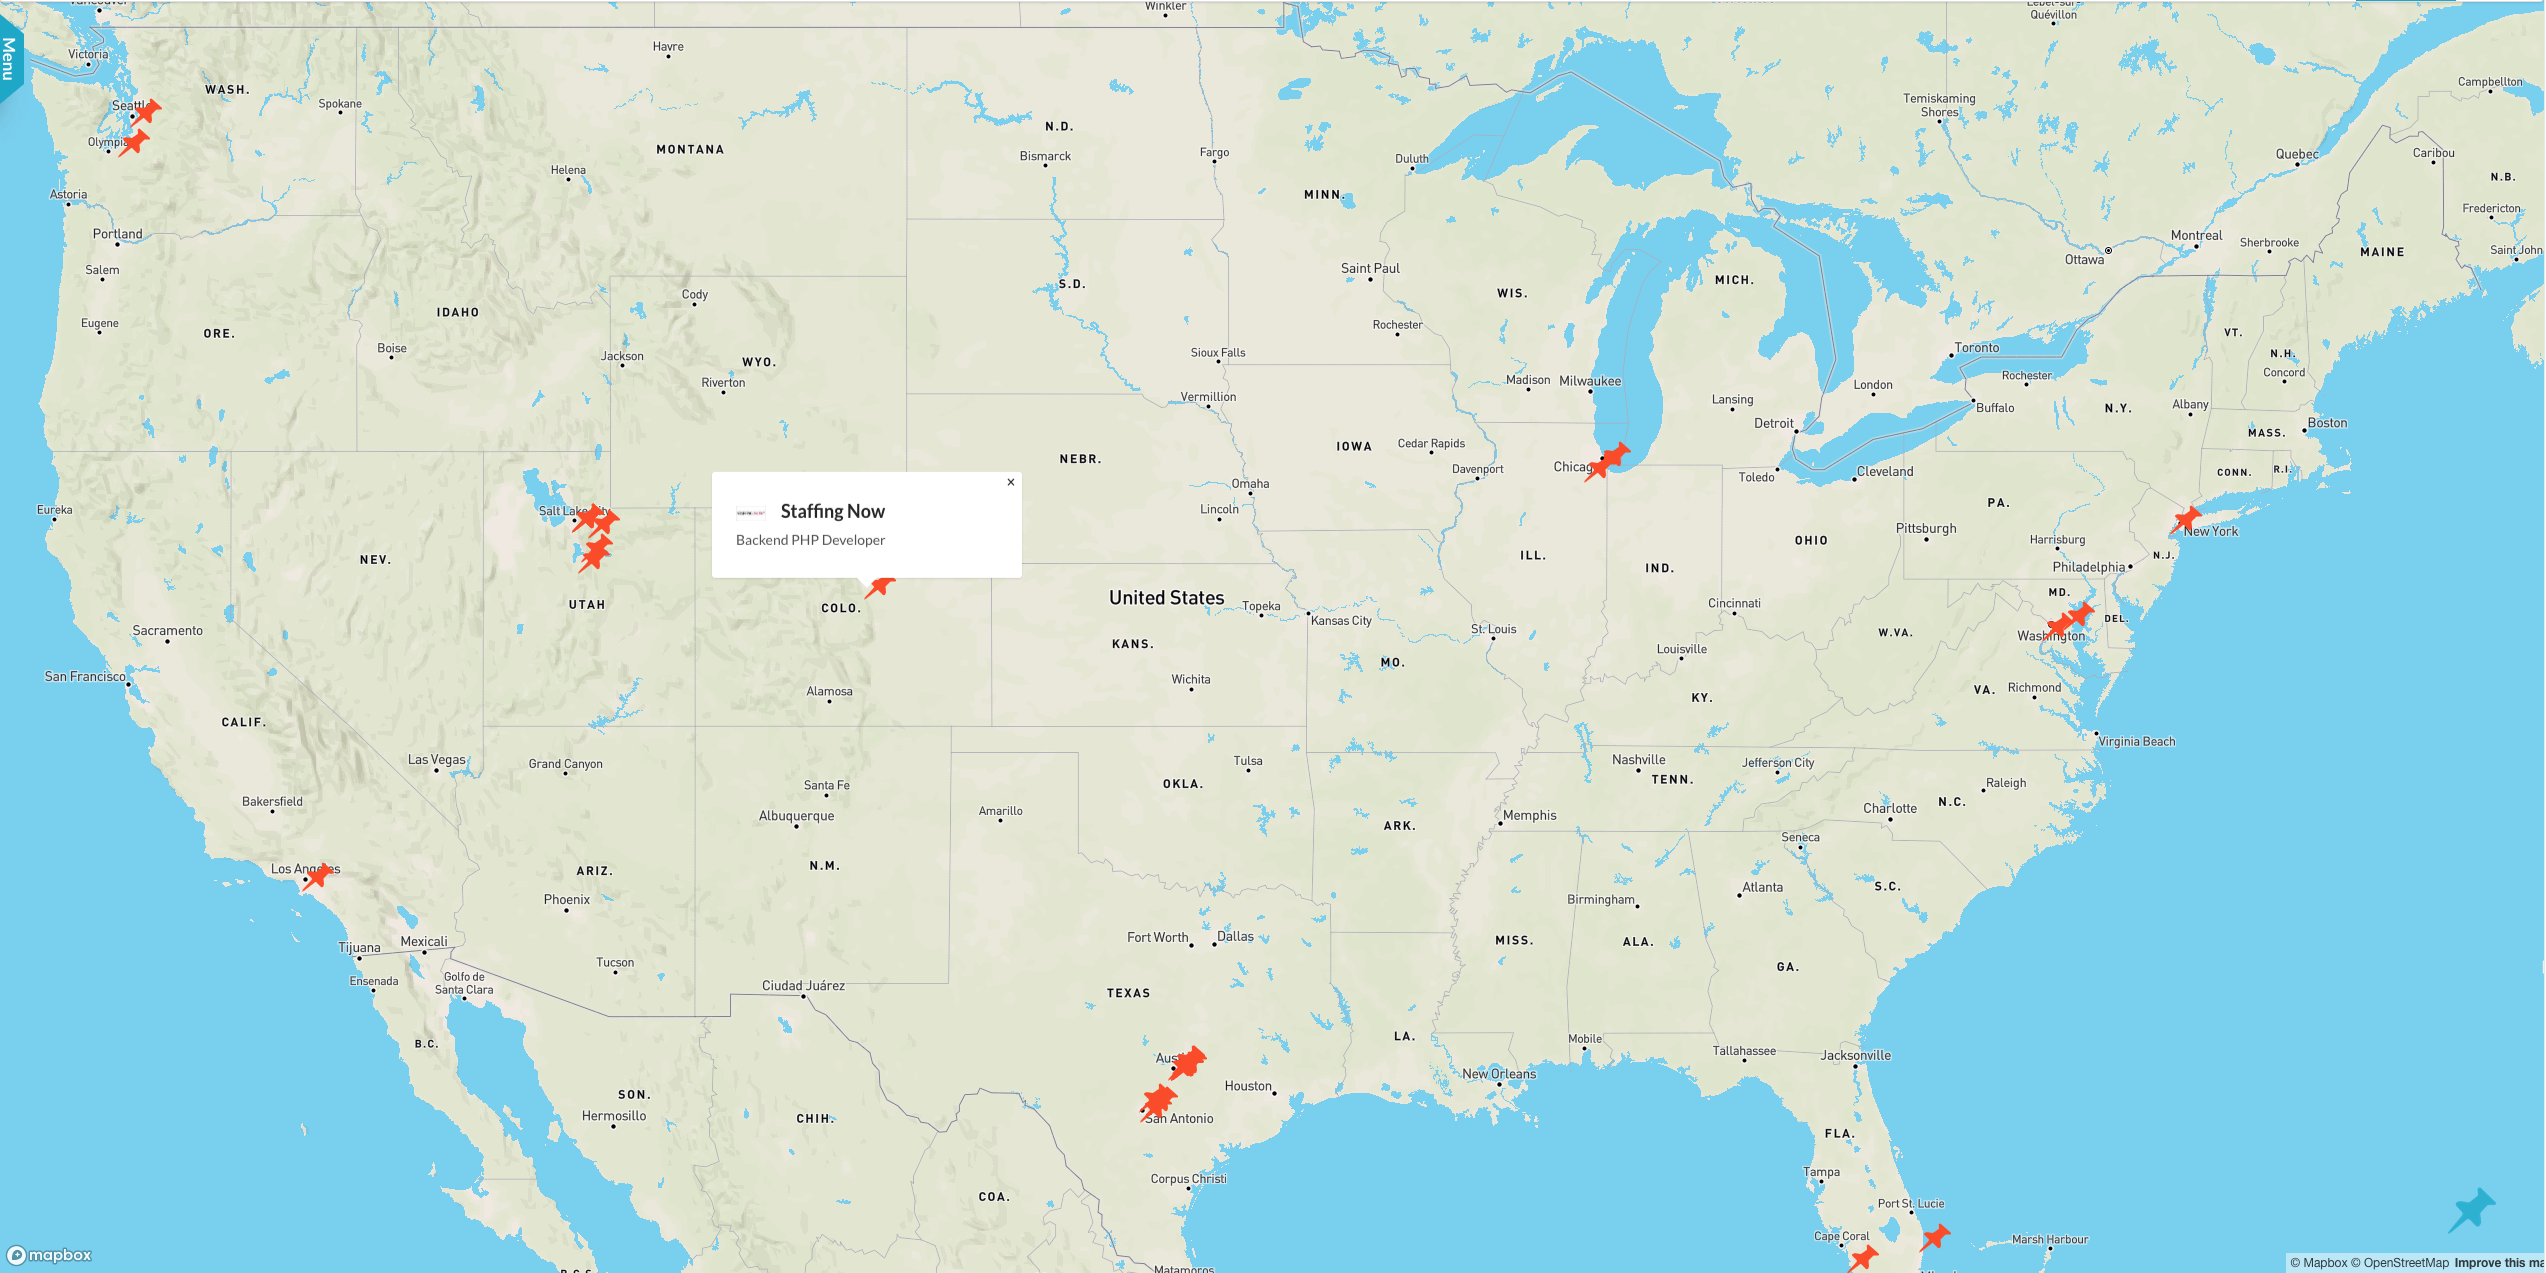 Winkler
Lebel-sur-
Quévillon
Menu
Victoria
Havre
WASH.
Seattle
Spokane
Olympia
MONTANA
N.D.
Bismarck
Fargo
Duluth
Temiskaming
Shores
Campbellton
Quebec
Caribou
N.B.
Helena
Astoria
MINN.
Fredericton
Portland
Montreal
Sherbrooke
Saint John
Ottawa
MAINE
Salem
Saint Paul
MICH.
S.D.
WIS.
Cody
IDAHO
Eugene
ORE.
Rochester
VT.
Boise
Jackson
WYO.
Sioux Falls
Toronto
N.H.
Concord
Riverton
Madison
Milwaukee
London
Rochester
Vermillion
Lansing
Buffalo
N.Y.
Albany
Detroit
Boston
MASS.
IOWA
Cedar Rapids
NEBR.
Chicago
Davenport
Toledo
Cleveland
CONN.
R.I.
Omaha
Lincoln
PA.
Eureka
Salt Lake City
×
Staffing Now
Backend PHP Developer
Pittsburgh
New York
Harrisburg
OHIO
N.J.
NEV.
ILL.
IND.
Philadelphia
UTAH
COLO.
United States
Topeka
Kansas City
Cincinnati
MD.
DEL.
Sacramento
KANS.
St. Louis
W.VA.
Washington
San Francisco
Wichita
MO.
Louisville
Alamosa
KY.
VA.
Richmond
CALIF.
Virginia Beach
Las Vegas
Grand Canyon
Tulsa
Nashville
Jefferson City
TENN.
Santa Fe
OKLA.
Raleigh
Bakersfield
Albuquerque
Amarillo
ARK.
Memphis
Charlotte
N.C.
Seneca
Los Angeles
ARIZ.
N.M.
Phoenix
Birmingham
Atlanta
S.C.
Tijuana
Mexicali
Fort Worth
Dallas
MISS.
ALA.
GA.
Tucson
Ensenada
Golfo de
Santa Clara
Ciudad Juárez
TEXAS
B.C.
LA.
Mobile
Tallahassee
Jacksonville
Austin
Houston
New Orleans
SON.
Hermosillo
CHIH.
San Antonio
FLA.
Corpus Christi
Tampa
COA.
Port St. Lucie
Cape Coral
Marsh Harbour
mapbox
Matamoros
© Mapbox © OpenStreetMap Improve this ma